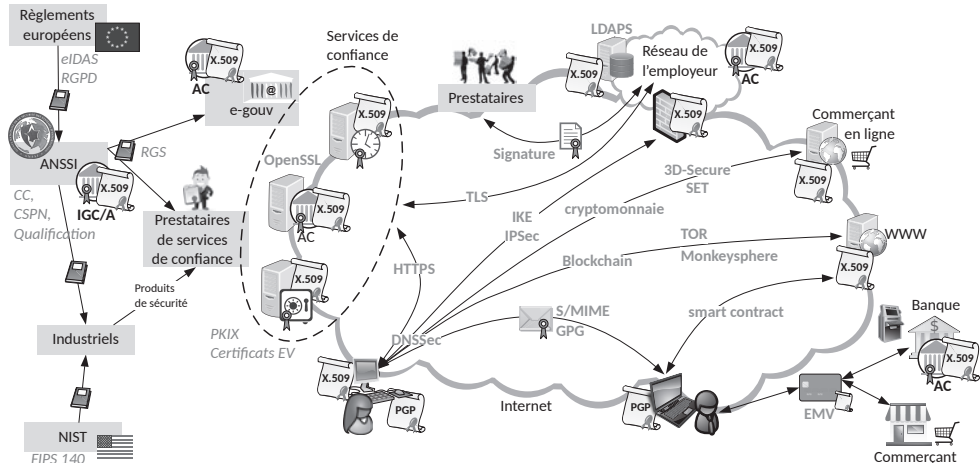 Règlements
européens
eIDAS
RGPD
ANSSI
CC,
CSPN,
Qualification
X.509
IGC/A
RGS
X.509
AC
@
e-gouv
Prestataires
de services
de confiance
Produits
de sécurité
Industriels
NIST
FIPS 140
Services de
confiance
X.509
OpenSSL
X.509
AC
X.509
PKIX
Certificats EV
Prestataires
Signature
LDAPS
X.509
Réseau de
l'employeur
X.509
AC
X.509
TLS
IKE
IPSec
HTTPS
DNSSec
3D-Secure
SET
cryptomonnaie
Blockchain
TOR
Monkeysphere
smart contract
S/MIME
GPG
Commerçant
en ligne
X.509
WWW
X.509
X.509
PGP
Internet
PGP
EMV
Banque
$
X.509
AC
Commerçant